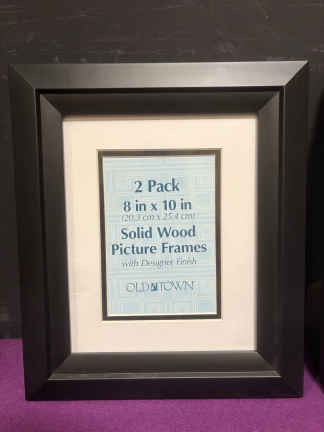 2 Pack
8 in x 10 in
(20.3 cm x 25.4 cm)
Solid Wood
Picture Frames
with Designer Finish
OLD TOWN